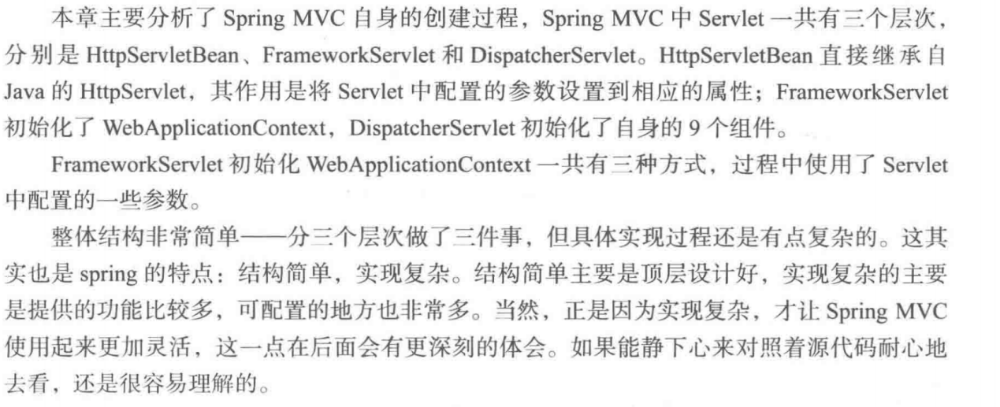 本章主要分析了 Spring MVC 自身的创建过程，Spring MVC 中 Servlet 一共有三个层次，
分别是 HttpServletBean、FrameworkServlet 和 DispatcherServlet。HttpServletBean 直接继承自
Java 的 HttpServlet，其作用是将 Servlet 中配置的参数设置到相应的属性；FrameworkServlet
初始化了 WebApplicationContext，DispatcherServlet 初始化了自身的 9 个组件。
FrameworkServlet 初始化 WebApplicationContext 一共有三种方式，过程中使用了 Servlet
中配置的一些参数。
整体结构非常简单——分三个层次做了三件事，但具体实现过程还是有点复杂的。这其
实也是 spring 的特点：结构简单，实现复杂。结构简单主要是顶层设计好，实现复杂的主要
是提供的功能比较多，可配置的地方也非常多。当然，正是因为实现复杂，才让 Spring MVC
使用起来更加灵活，这一点在后面会有更深刻的体会。如果能静下心来对照着源代码耐心地
去看，还是很容易理解的。